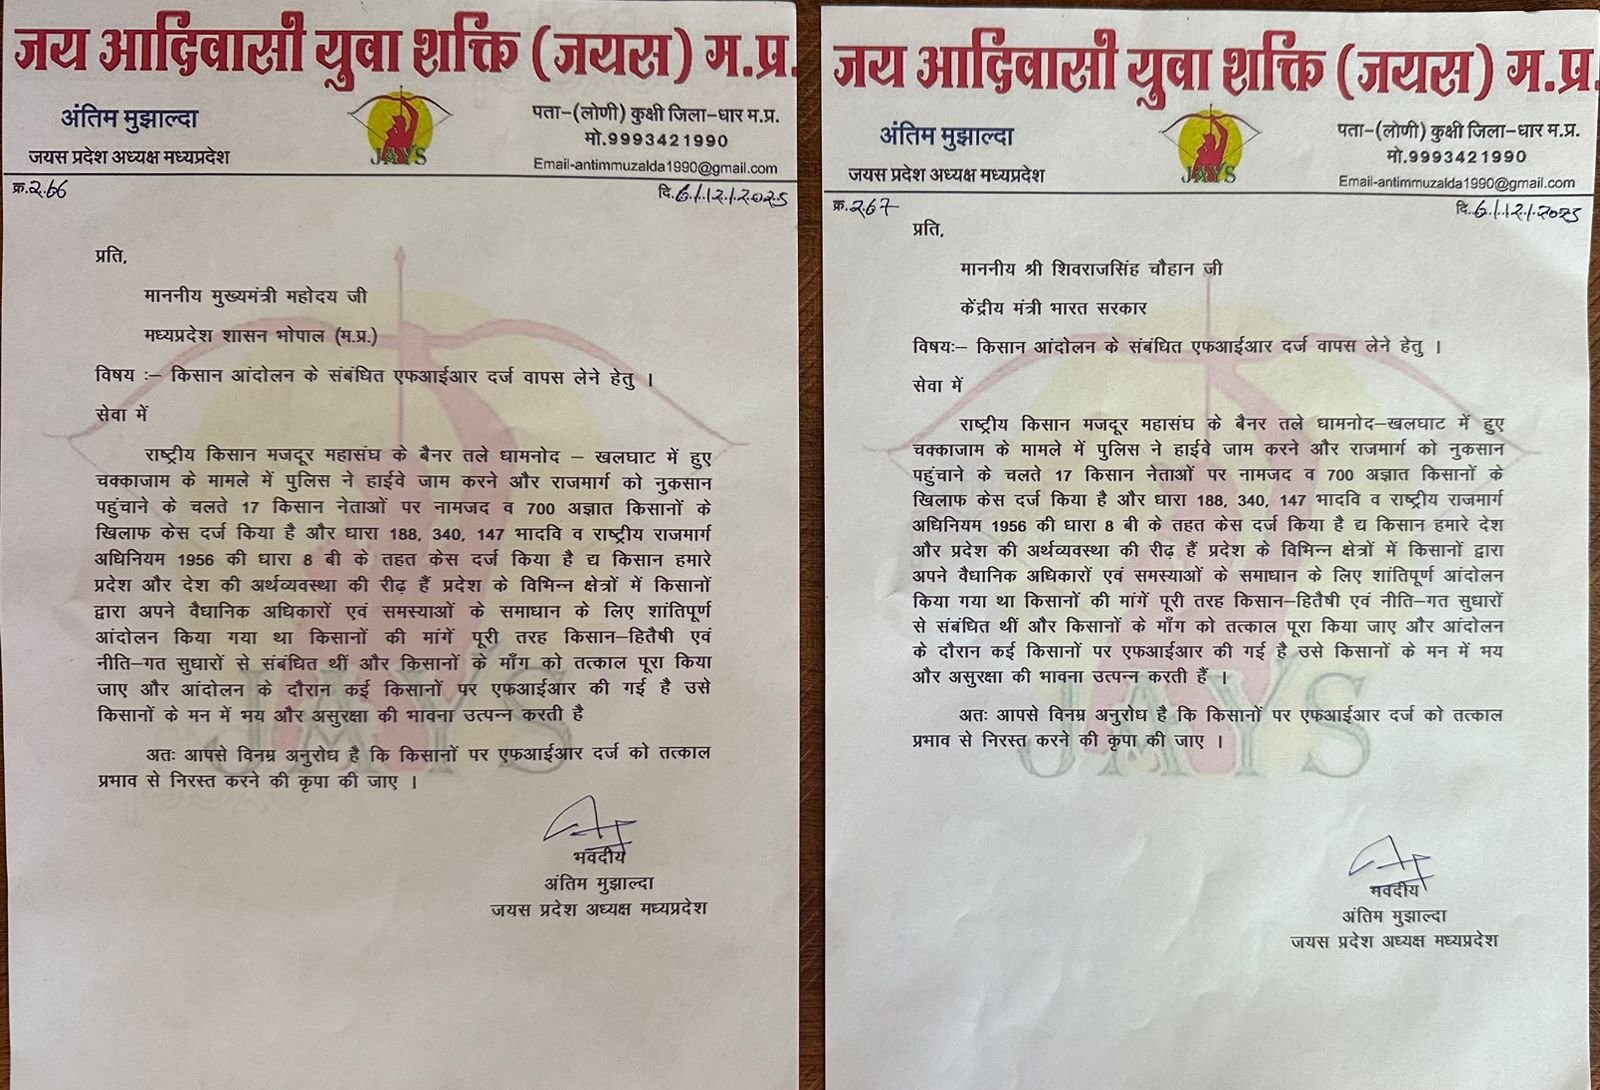 जय आदिवासी युवा शक्ति (जयस) म.प्र.
अंतिम मुझाल्दा
जयस प्रदेश अध्यक्ष मध्यप्रदेश
JAYS
पता-(लोणी) कुक्षी जिला-धार म.प्र.
मो.9993421990
Email-antimmuzalda1990@gmail.com
क्र.266
दि.6/12/2025
प्रति,
माननीय मुख्यमंत्री महोदय जी
मध्यप्रदेश शासन भोपाल (म.प्र.)
विषय :– किसान आंदोलन के संबंधित एफआईआर दर्ज वापस लेने हेतु ।
सेवा में
राष्ट्रीय किसान मजदूर महासंघ के बैनर तले धामनोद – खलघाट में हुए
चक्काजाम के मामले में पुलिस ने हाईवे जाम करने और राजमार्ग को नुकसान
पहुंचाने के चलते 17 किसान नेताओं पर नामजद व 700 अज्ञात किसानों के
खिलाफ केस दर्ज किया है और धारा 188, 340, 147 भादवि व राष्ट्रीय राजमार्ग
अधिनियम 1956 की धारा 8 बी के तहत केस दर्ज किया है द्य किसान हमारे
प्रदेश और देश की अर्थव्यवस्था की रीढ़ हैं प्रदेश के विभिन्न क्षेत्रों में किसानों
द्वारा अपने वैधानिक अधिकारों एवं समस्याओं के समाधान के लिए शांतिपूर्ण
आंदोलन किया गया था किसानों की मांगें पूरी तरह किसान–हितैषी एवं
नीति–गत सुधारों से संबंधित थीं और किसानों के माँग को तत्काल पूरा किया
जाए और आंदोलन के दौरान कई किसानों पर एफआईआर की गई है उसे
किसानों के मन में भय और असुरक्षा की भावना उत्पन्न करती है
अतः आपसे विनम्र अनुरोध है कि किसानों पर एफआईआर दर्ज को तत्काल
प्रभाव से निरस्त करने की कृपा की जाए ।
JAYS
भवदीय
अंतिम मुझाल्दा
जयस प्रदेश अध्यक्ष मध्यप्रदेश
जय आदिवासी युवा शक्ति (जयस) म.प्र.
अंतिम मुझाल्दा
जयस प्रदेश अध्यक्ष मध्यप्रदेश
JAYS
पता-(लोणी) कुक्षी जिला-धार म.प्र.
मो.9993421990
Email-antimmuzalda1990@gmail.com
क्र.267
दि.6/12/2025
प्रति,
माननीय श्री शिवराजसिंह चौहान जी
केंद्रीय मंत्री भारत सरकार
विषयः– किसान आंदोलन के संबंधित एफआईआर दर्ज वापस लेने हेतु ।
सेवा में
राष्ट्रीय किसान मजदूर महासंघ के बैनर तले धामनोद–खलघाट में हुए
चक्काजाम के मामले में पुलिस ने हाईवे जाम करने और राजमार्ग को नुकसान
पहुंचाने के चलते 17 किसान नेताओं पर नामजद व 700 अज्ञात किसानों के
खिलाफ केस दर्ज किया है और धारा 188, 340, 147 भादवि व राष्ट्रीय राजमार्ग
अधिनियम 1956 की धारा 8 बी के तहत केस दर्ज किया है द्य किसान हमारे देश
और प्रदेश की अर्थव्यवस्था की रीढ़ हैं प्रदेश के विभिन्न क्षेत्रों में किसानों द्वारा
अपने वैधानिक अधिकारों एवं समस्याओं के समाधान के लिए शांतिपूर्ण आंदोलन
किया गया था किसानों की मांगें पूरी तरह किसान–हितैषी एवं नीति–गत सुधारों
से संबंधित थीं और किसानों के माँग को तत्काल पूरा किया जाए और आंदोलन
के दौरान कई किसानों पर एफआईआर की गई है उसे किसानों के मन में भय
और असुरक्षा की भावना उत्पन्न करती हैं ।
अतः आपसे विनम्र अनुरोध है कि किसानों पर एफआईआर दर्ज को तत्काल
प्रभाव से निरस्त करने की कृपा की जाए ।
JAYS
भवदीय
अंतिम मुझाल्दा
जयस प्रदेश अध्यक्ष मध्यप्रदेश